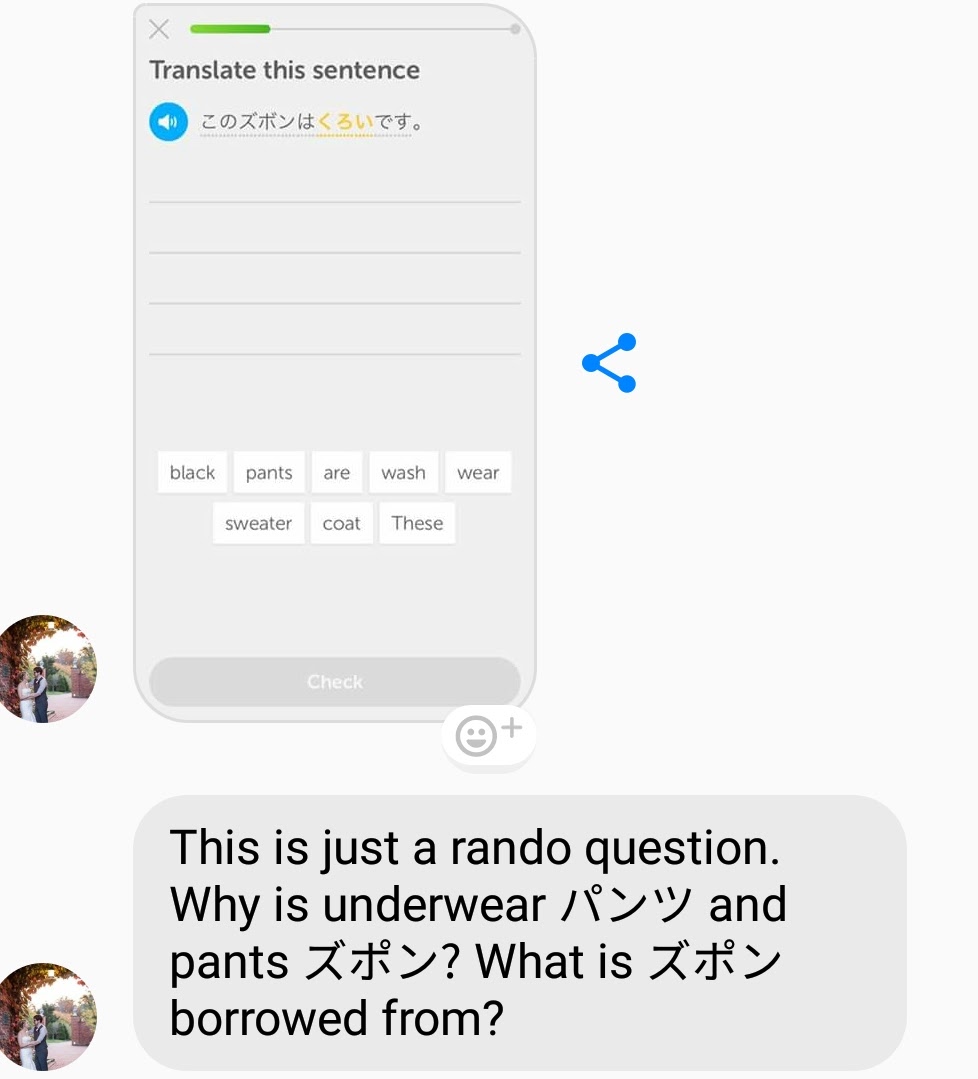 Translate this sentence
このズボンはくろいです。
black pants are wash wear
sweater coat These
Check
This is just a rando question.
Why is underwear パンツ and
pants ズポン? What is ズポン
borrowed from?